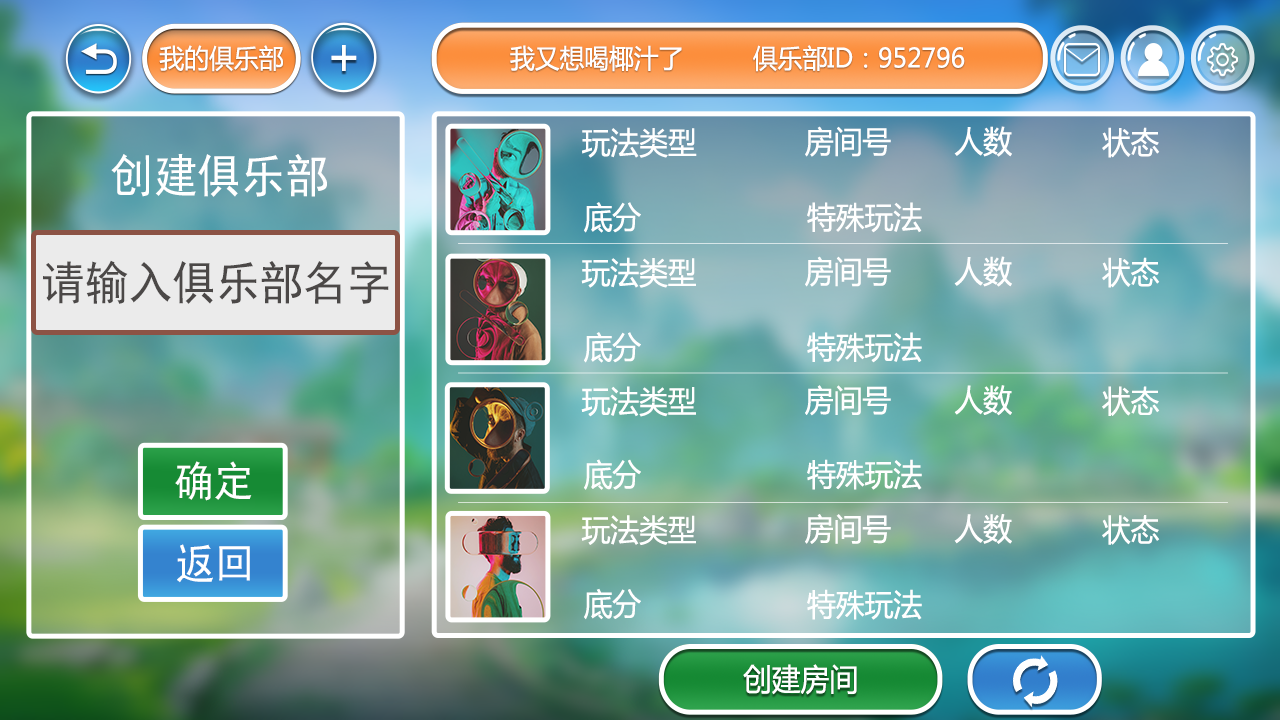 我的俱乐部
我又想喝椰汁了 俱乐部ID：952796
创建俱乐部
请输入俱乐部名字
确定
返回
玩法类型 房间号 人数 状态
底分 特殊玩法
玩法类型 房间号 人数 状态
底分 特殊玩法
玩法类型 房间号 人数 状态
底分 特殊玩法
玩法类型 房间号 人数 状态
底分 特殊玩法
创建房间